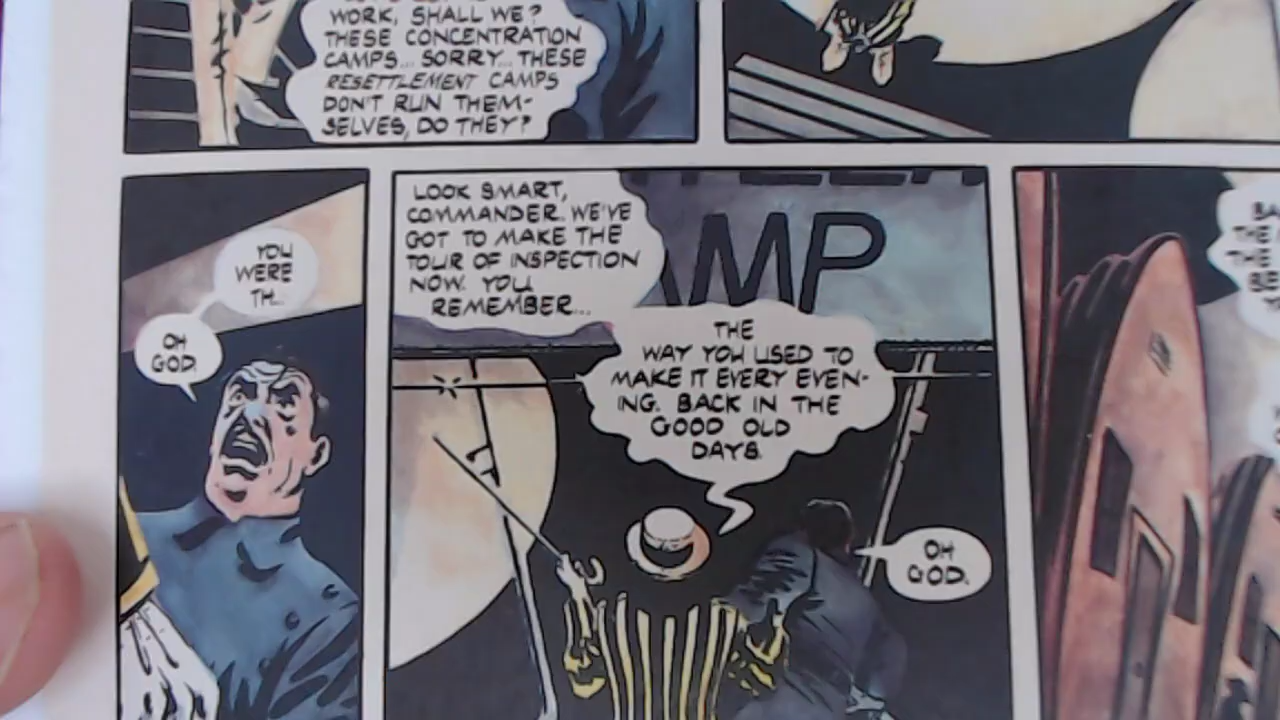 WORK, SHALL WE?
THESE CONCENTRATION
CAMPS... SORRY... THESE
RESETTLEMENT CAMPS
DON'T RUN THEM-
SELVES, DO THEY?
YOU
WERE
TH...
OH
GOD.
LOOK SMART,
COMMANDER. WE'VE
GOT TO MAKE THE
TOUR OF INSPECTION
NOW. YOU
REMEMBER...
AMP
THE
WAY YOU USED TO
MAKE IT EVERY EVEN-
ING. BACK IN THE
GOOD OLD
DAYS.
OH
GOD.